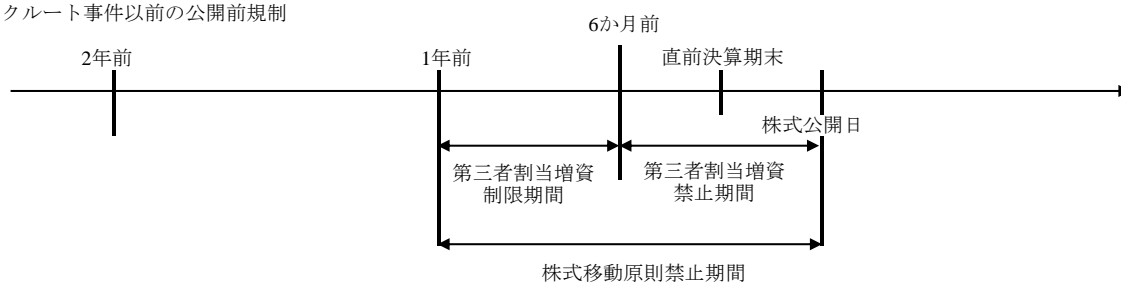 クルート事件以前の公開前規制
6か月前
2年前
1年前
直前決算期末
株式公開日
第三者割当増資
制限期間
第三者割当増資
禁止期間
株式移動原則禁止期間